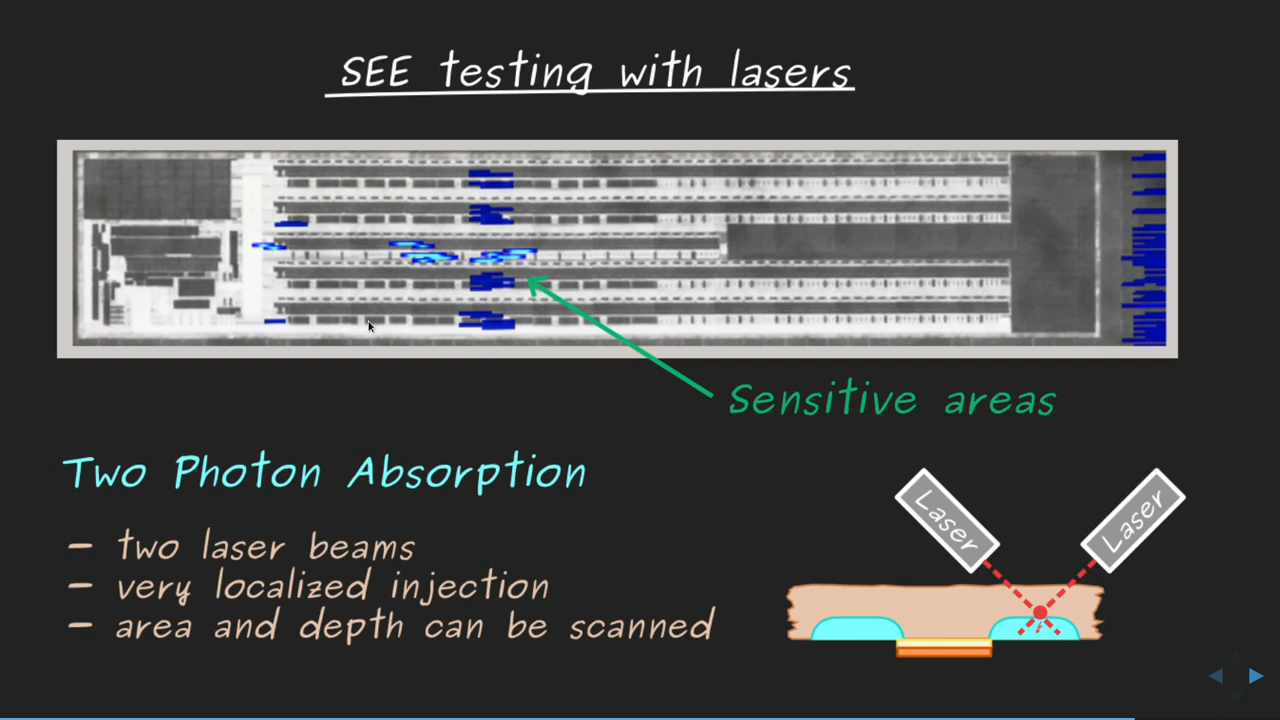 SEE testing with lasers
Sensitive areas
Two Photon Absorption
- two laser beams
- very localized injection
- area and depth can be scanned
Laser
Laser